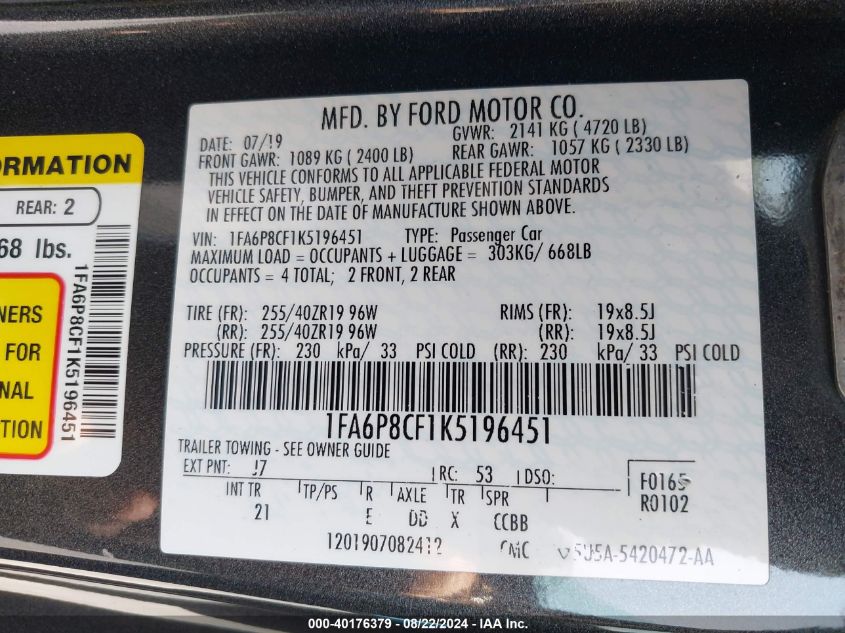 MFD. BY FORD MOTOR CO.
DATE: 07/19
GVWR: 2141 KG ( 4720 LB)
FRONT GAWR: 1089 KG ( 2400 LB)
REAR GAWR: 1057 KG ( 2330 LB)
THIS VEHICLE CONFORMS TO ALL APPLICABLE FEDERAL MOTOR
VEHICLE SAFETY, BUMPER, AND THEFT PREVENTION STANDARDS
IN EFFECT ON THE DATE OF MANUFACTURE SHOWN ABOVE.
VIN: 1FA6P8CF1K5196451 TYPE: Passenger Car
MAXIMUM LOAD = OCCUPANTS + LUGGAGE = 303KG/ 668LB
OCCUPANTS = 4 TOTAL; 2 FRONT, 2 REAR
TIRE (FR): 255/40ZR19 96W RIMS (FR): 19x8.5J
(RR): 255/40ZR19 96W (RR): 19x8.5J
PRESSURE (FR): 230 kPa/ 33 PSI COLD (RR): 230 kPa/ 33 PSI COLD
1FA6P8CF1K5196451
TRAILER TOWING - SEE OWNER GUIDE
EXT PNT: J7 RC: 53 DSO:
F0165
R0102
INT TR TP/PS R AXLE TR SPR
21 E DD X CCBB
1201907082412
ORMATION
REAR: 2
68 lbs.
NERS
FOR
NAL
TION
1FA6P8CF1K5196451
000-40176379 - 08/22/2024 - IAA Inc.